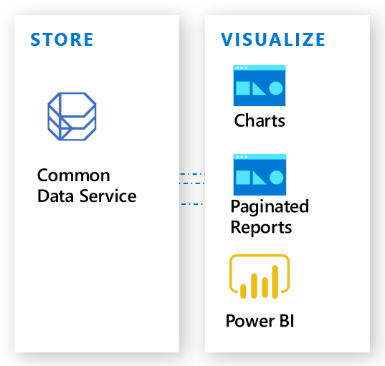 STORE
Common
Data Service
VISUALIZE
Charts
Paginated
Reports
Power BI